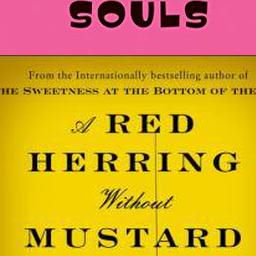 SOULS
From the Internationally bestselling author of
HE SWEETNESS AT THE BOTTOM OF THE
A RED
HERRING
Without
MUSTARD